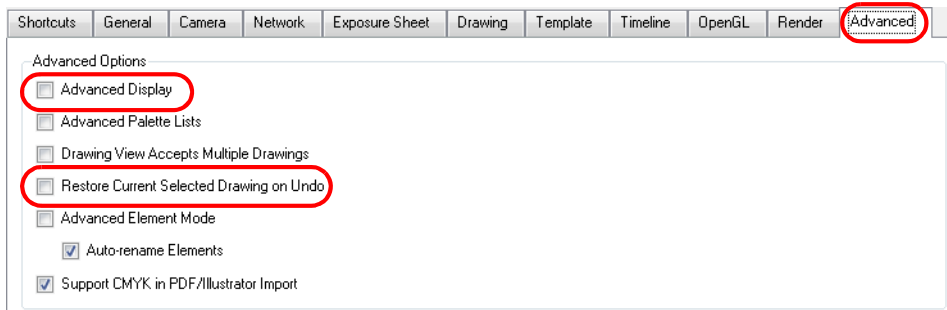 Shortcuts General Camera Network Exposure Sheet Drawing Template Timeline OpenGL Render Advanced
Advanced Options
Advanced Display
Advanced Palette Lists
Drawing View Accepts Multiple Drawings
Restore Current Selected Drawing on Undo
Advanced Element Mode
Auto-rename Elements
Support CMYK in PDF/Illustrator Import